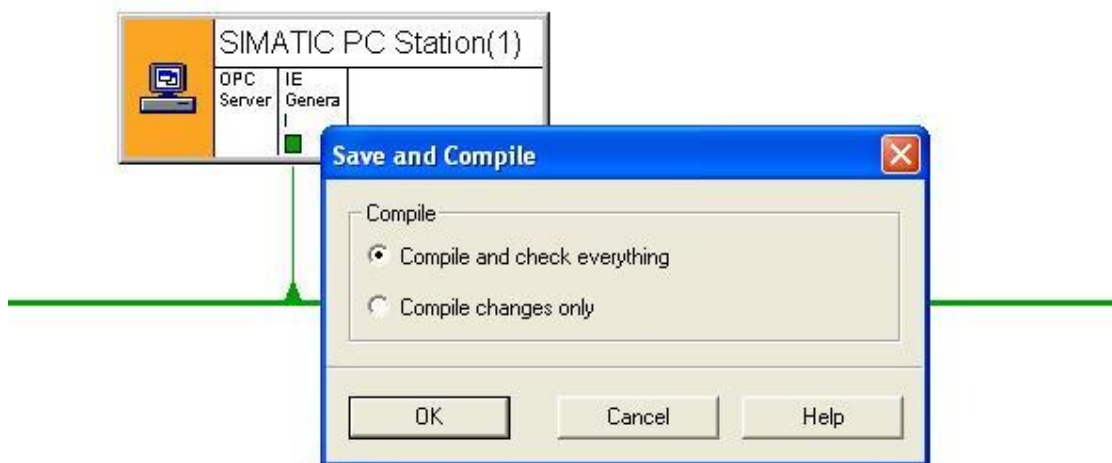 SIMATIC PC Station(1)
OPC
Server
IE
Genera
l
Save and Compile
Compile
Compile and check everything
Compile changes only
OK
Cancel
Help